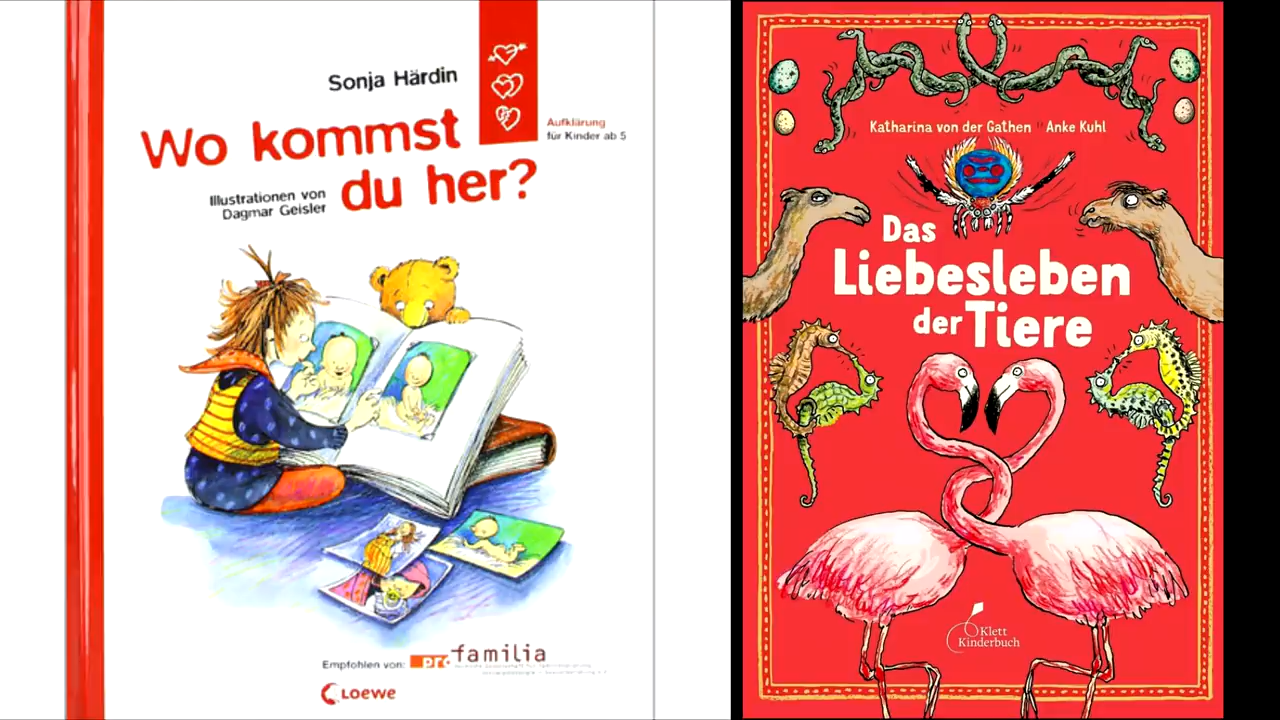 Sonja Härdin
Wo kommst
du her?
Aufklärung
für Kinder ab 5
Illustrationen von
Dagmar Geisler
Empfohlen von: pro familia
Loewe
Katharina von der Gathen Anke Kuhl
Das
Liebesleben
der Tiere
Klett
Kinderbuch